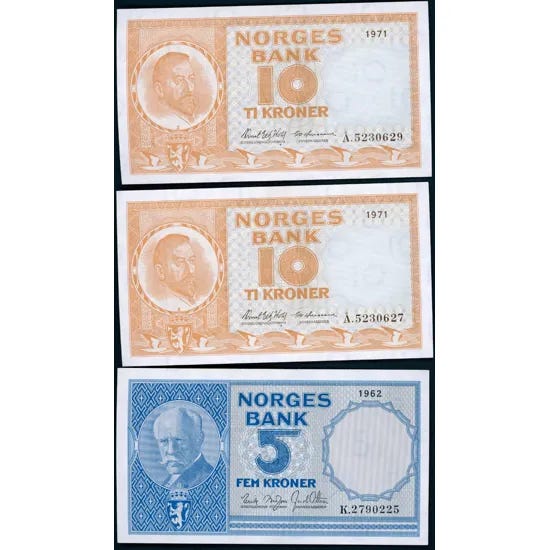 NORGES
1971
BANK
10
TI KRONER
Å.5230629
NORGES
1971
BANK
10
TI KRONER
Å.5230627
NORGES
1962
BANK
5
FEM KRONER
K.2790225